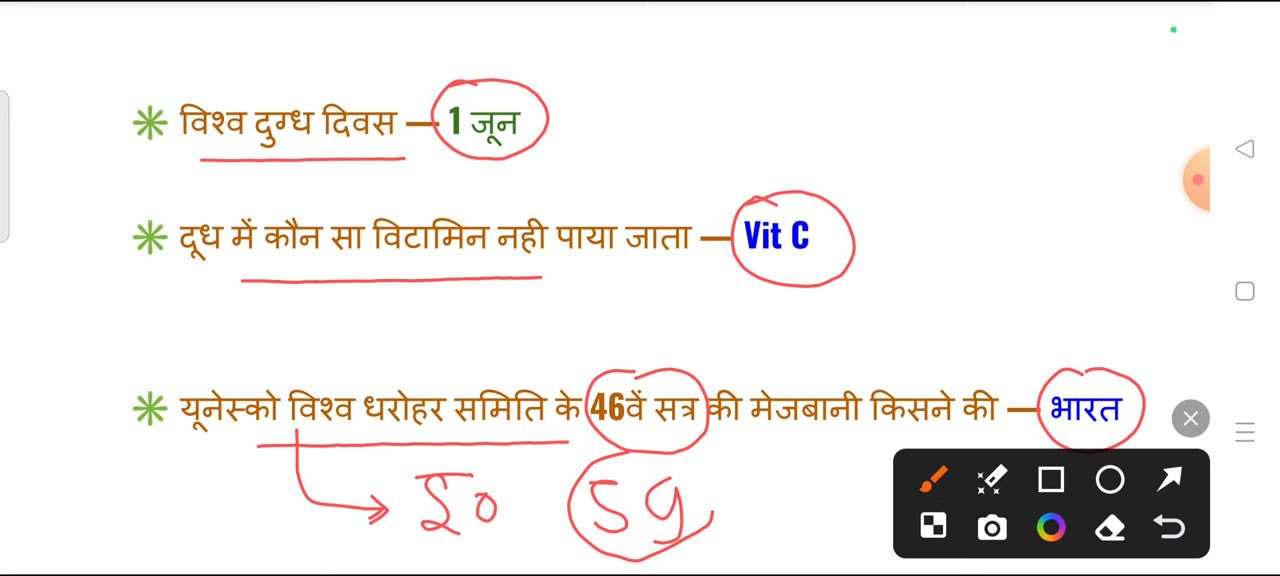 विश्व दुग्ध दिवस — 1 जून
दूध में कौन सा विटामिन नही पाया जाता — Vit C
यूनेस्को विश्व धरोहर समिति के 46वें सत्र की मेजबानी किसने की — भारत